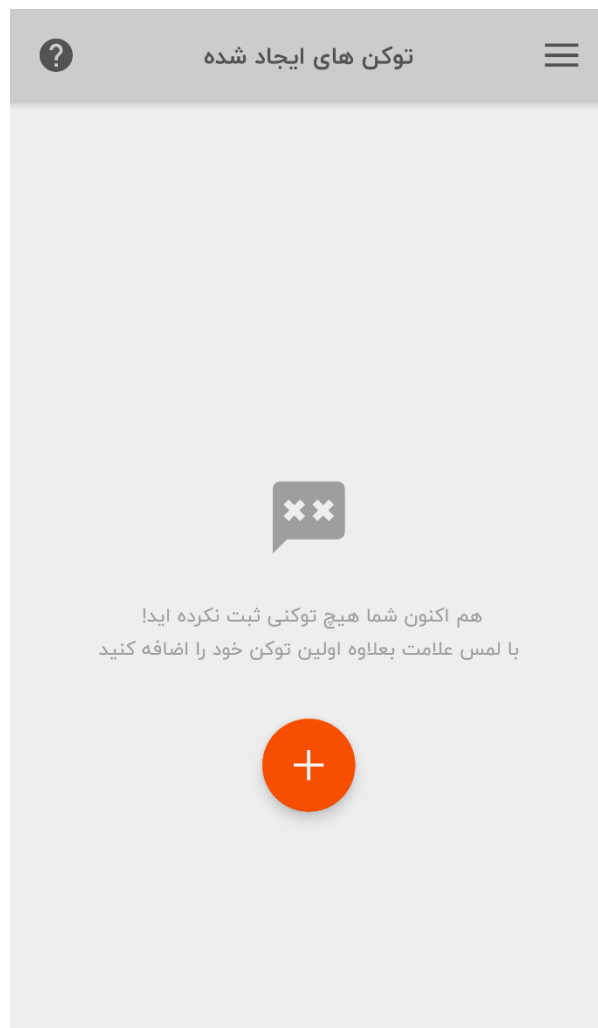 توکن های ایجاد شده
هم اکنون شما هیچ توکنی ثبت نکرده اید!
با لمس علامت بعلاوه اولین توکن خود را اضافه کنید